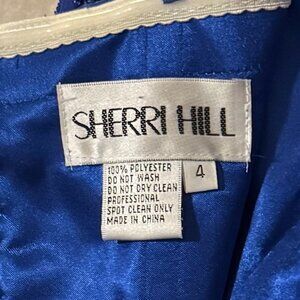 SHERRI HILL
100% POLYESTER
DO NOT WASH
DO NOT DRY CLEAN
PROFESSIONAL
SPOT CLEAN ONLY
MADE IN CHINA
4